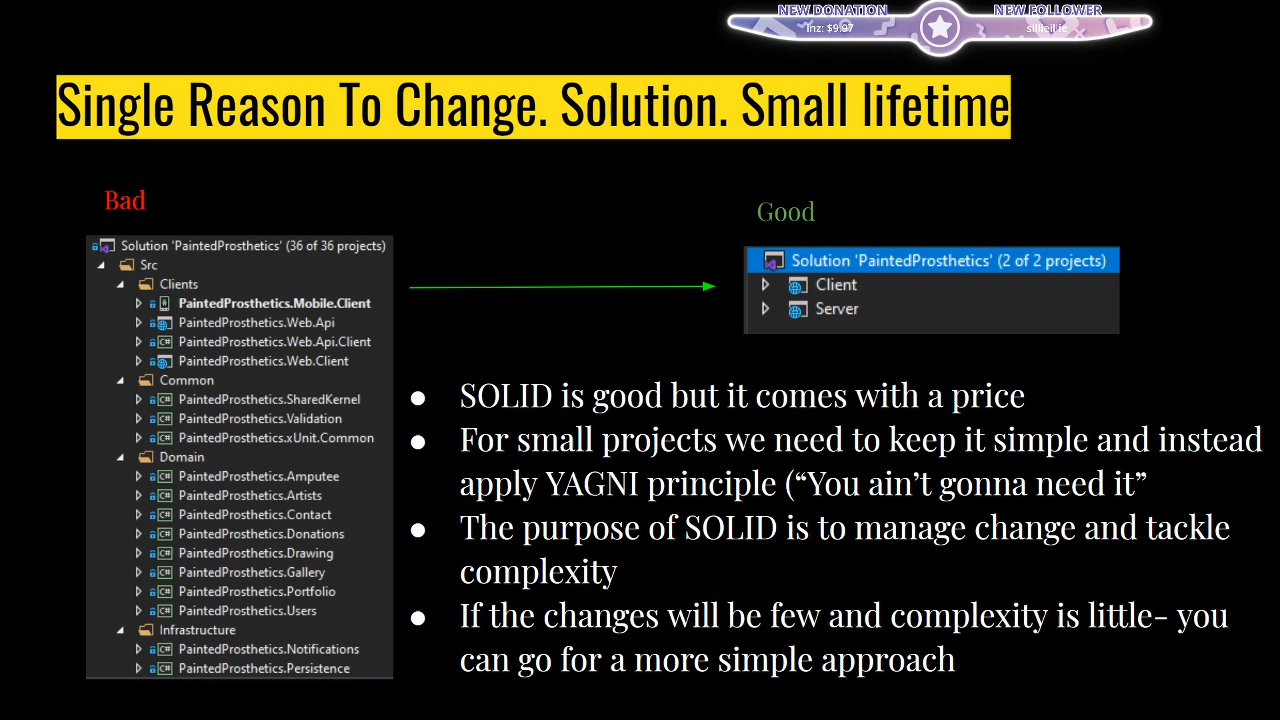 NEW DONATION
NEW FOLLOWER
Inz: $9.97
sillieil.ie
Single Reason To Change. Solution. Small lifetime
Bad
Good
Solution 'PaintedProsthetics' (36 of 36 projects)
Src
Clients
PaintedProsthetics.Mobile.Client
PaintedProsthetics.Web.Api
PaintedProsthetics.Web.Api.Client
PaintedProsthetics.Web.Client
Common
PaintedProsthetics.SharedKernel
PaintedProsthetics.Validation
PaintedProsthetics.xUnit.Common
Domain
PaintedProsthetics.Amputee
PaintedProsthetics.Artists
PaintedProsthetics.Contact
PaintedProsthetics.Donations
PaintedProsthetics.Drawing
PaintedProsthetics.Gallery
PaintedProsthetics.Portfolio
PaintedProsthetics.Users
Infrastructure
PaintedProsthetics.Notifications
PaintedProsthetics.Persistence
Solution 'PaintedProsthetics' (2 of 2 projects)
Client
Server
● SOLID is good but it comes with a price
● For small projects we need to keep it simple and instead
apply YAGNI principle (“You ain’t gonna need it”
● The purpose of SOLID is to manage change and tackle
complexity
● If the changes will be few and complexity is little- you
can go for a more simple approach